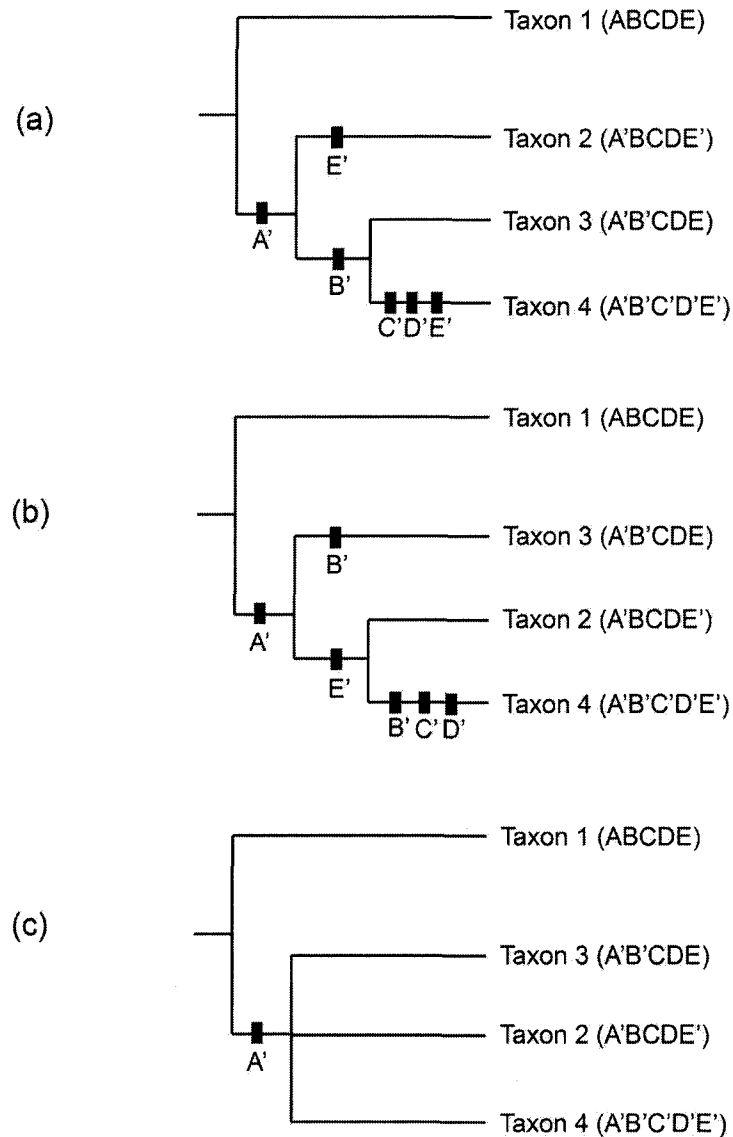 Taxon 1 (ABCDE)
(a)
Taxon 2 (A'BCDE')
E'
A'
Taxon 3 (A'B'CDE)
B'
Taxon 4 (A'B'C'D'E')
C' D' E'
Taxon 1 (ABCDE)
(b)
Taxon 3 (A'B'CDE)
B'
A'
Taxon 2 (A'BCDE')
E'
Taxon 4 (A'B'C'D'E')
B' C' D'
Taxon 1 (ABCDE)
(c)
Taxon 3 (A'B'CDE)
Taxon 2 (A'BCDE')
A'
Taxon 4 (A'B'C'D'E')